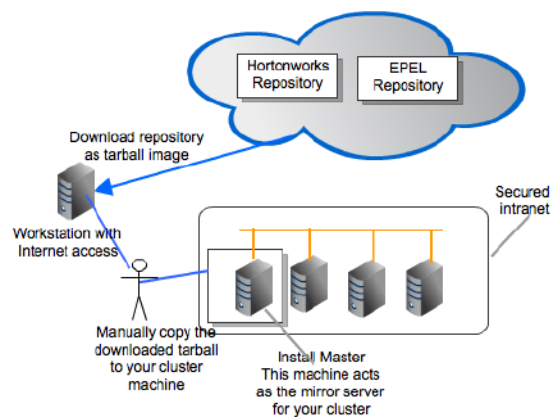 Hortonworks
Repository
EPEL
Repository
Download repository
as tarball image
Secured
intranet
Workstation with
Internet access
Manually copy the
downloaded tarball
to your cluster
machine
Install Master
This machine acts
as the mirror server
for your cluster